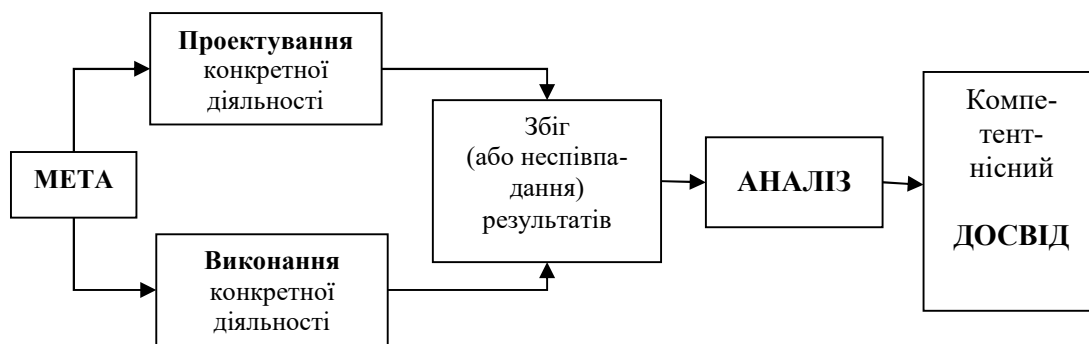 МЕТА
Проектування
конкретної
діяльності
Виконання
конкретної
діяльності
Збіг
(або неспівпа-
дання)
результатів
АНАЛІЗ
Компе-
тент-
нісний
ДОСВІД